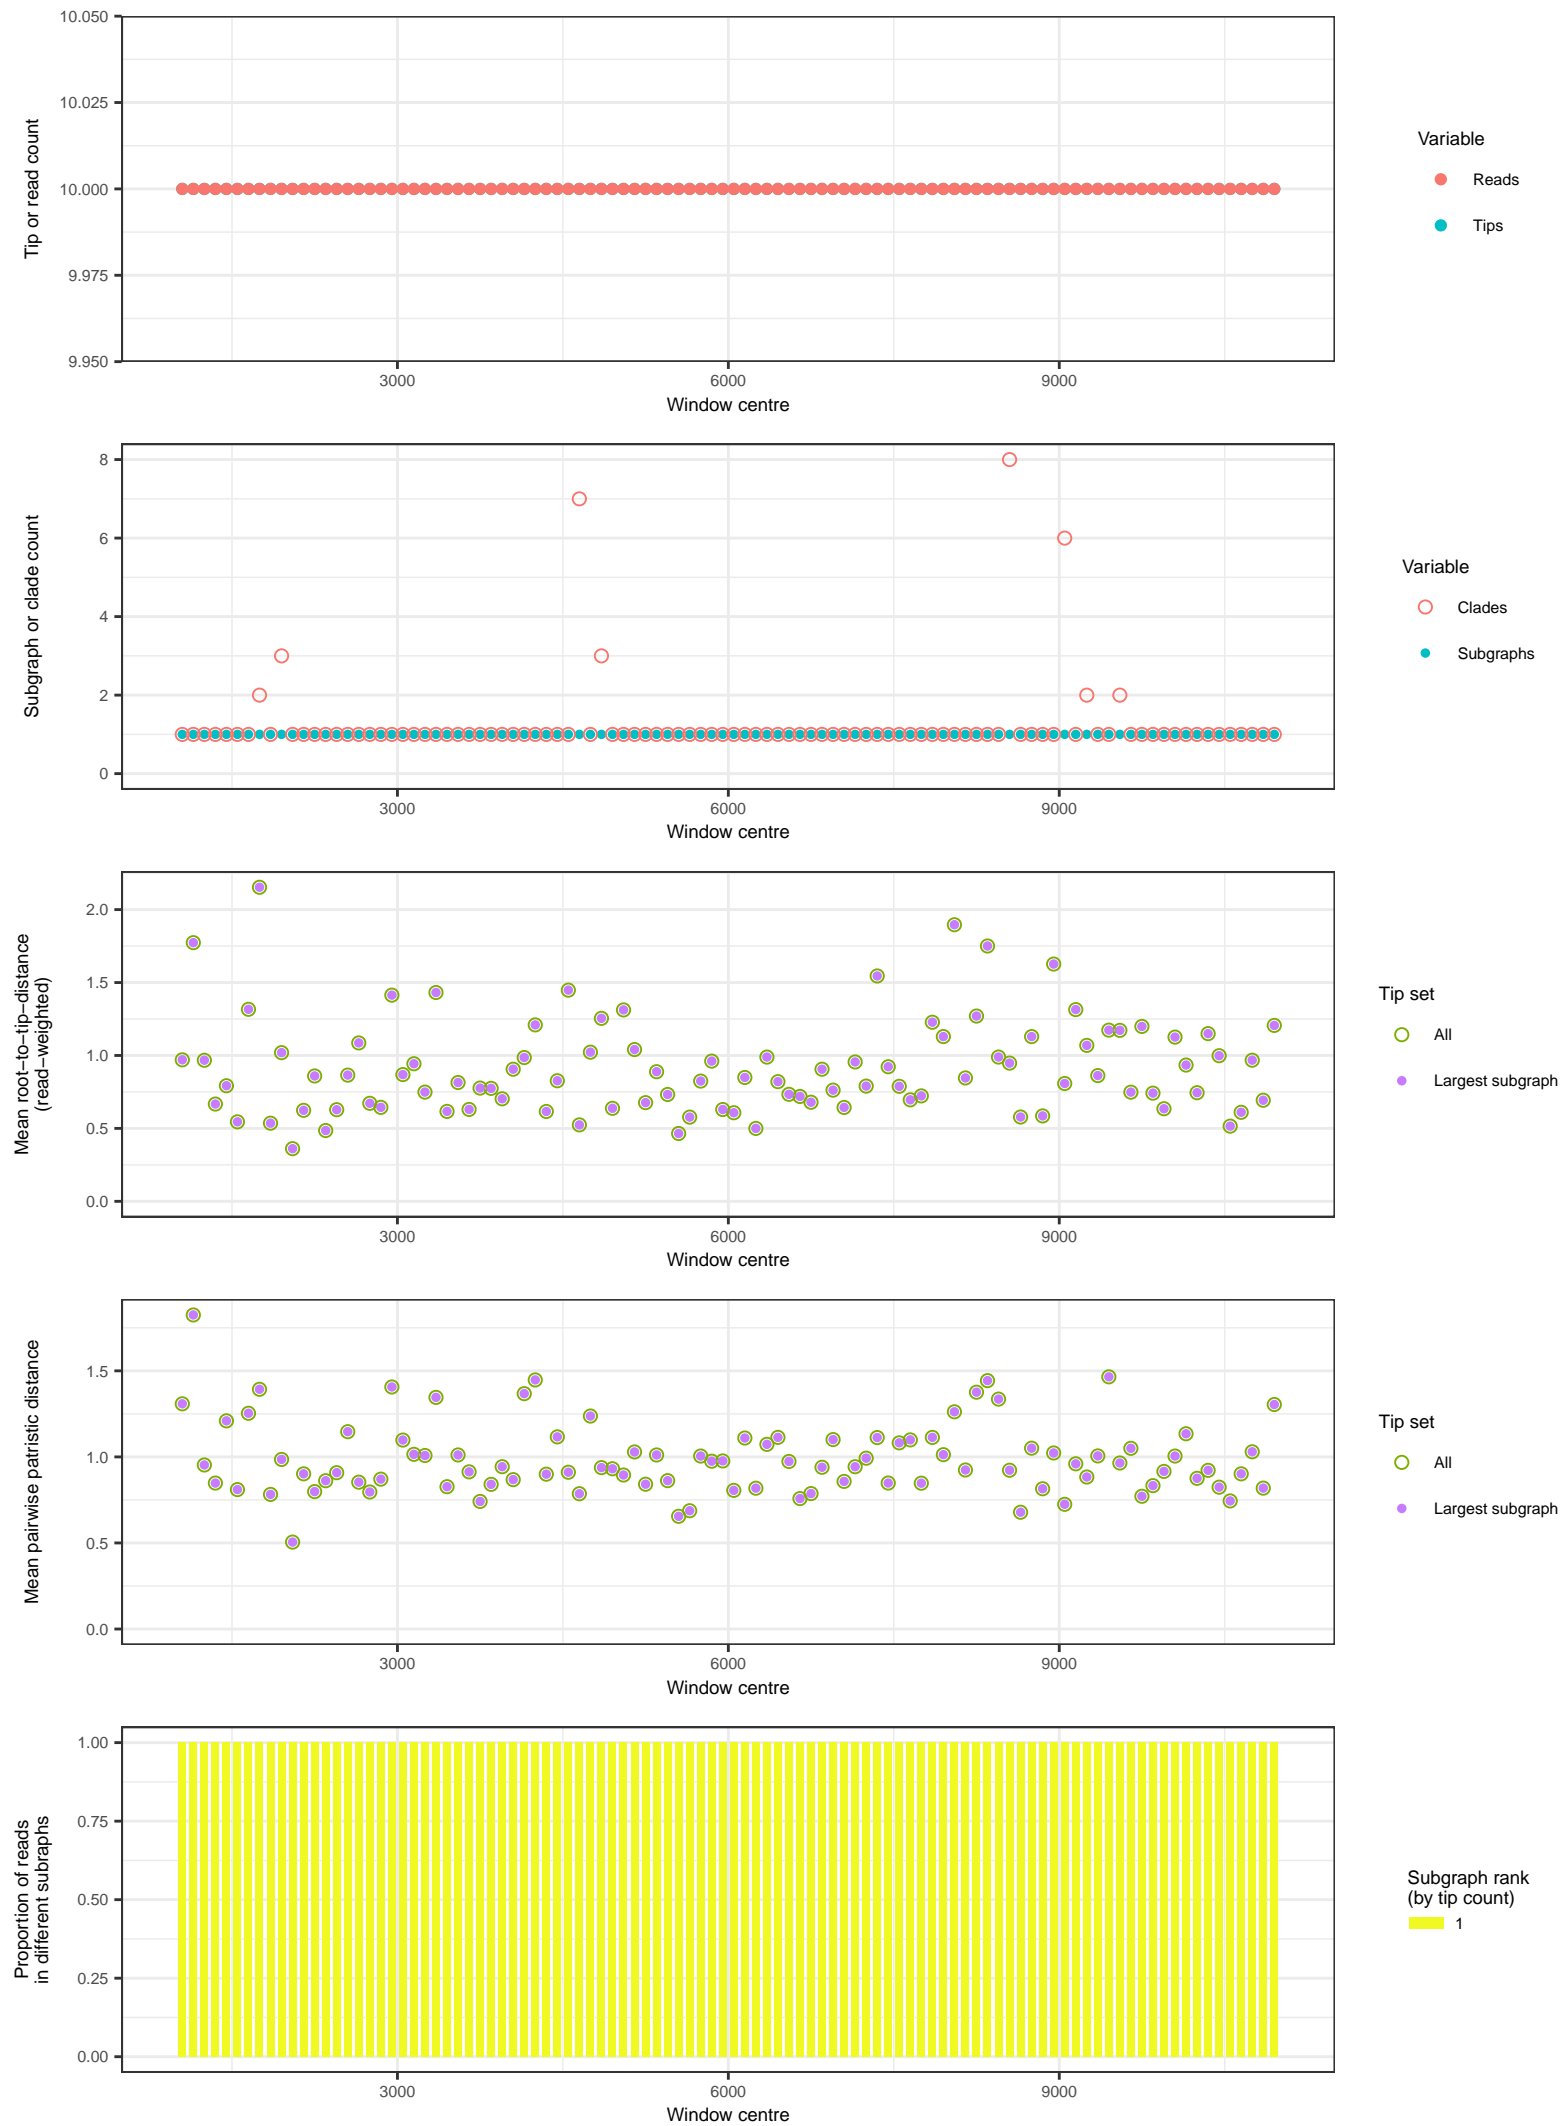 10.050
10.025
10.000
9.975
9.950
Tip or read count
3000
6000
9000
Window centre
Variable
Reads
Tips
8
6
4
2
0
Subgraph or clade count
3000
6000
9000
Window centre
Variable
Clades
Subgraphs
2.0
1.5
1.0
0.5
0.0
Mean root−to−tip−distance
(read−weighted)
3000
6000
9000
Window centre
Tip set
All
Largest subgraph
1.5
1.0
0.5
0.0
Mean pairwise patristic distance
3000
6000
9000
Window centre
Tip set
All
Largest subgraph
1.00
0.75
0.50
0.25
0.00
Proportion of reads
in different subraphs
3000
6000
9000
Window centre
Subgraph rank
(by tip count)
1